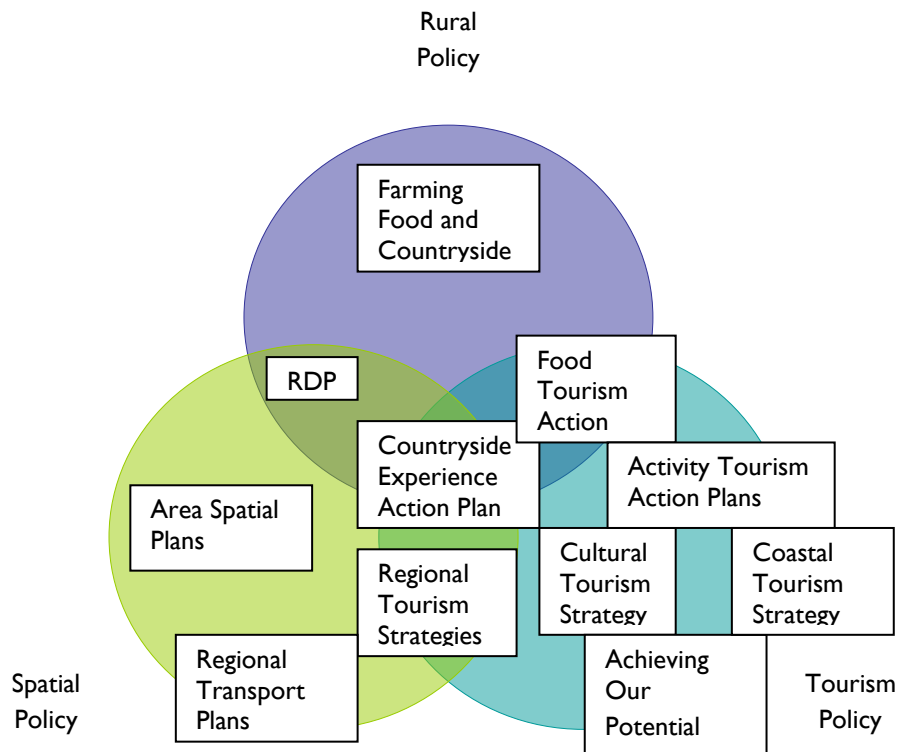 Rural
Policy
Farming
Food and
Countryside
RDP
Food
Tourism
Action
Countryside
Experience
Action Plan
Activity Tourism
Action Plans
Area Spatial
Plans
Regional
Tourism
Strategies
Cultural
Tourism
Strategy
Coastal
Tourism
Strategy
Regional
Transport
Plans
Achieving
Our
Potential
Spatial
Policy
Tourism
Policy